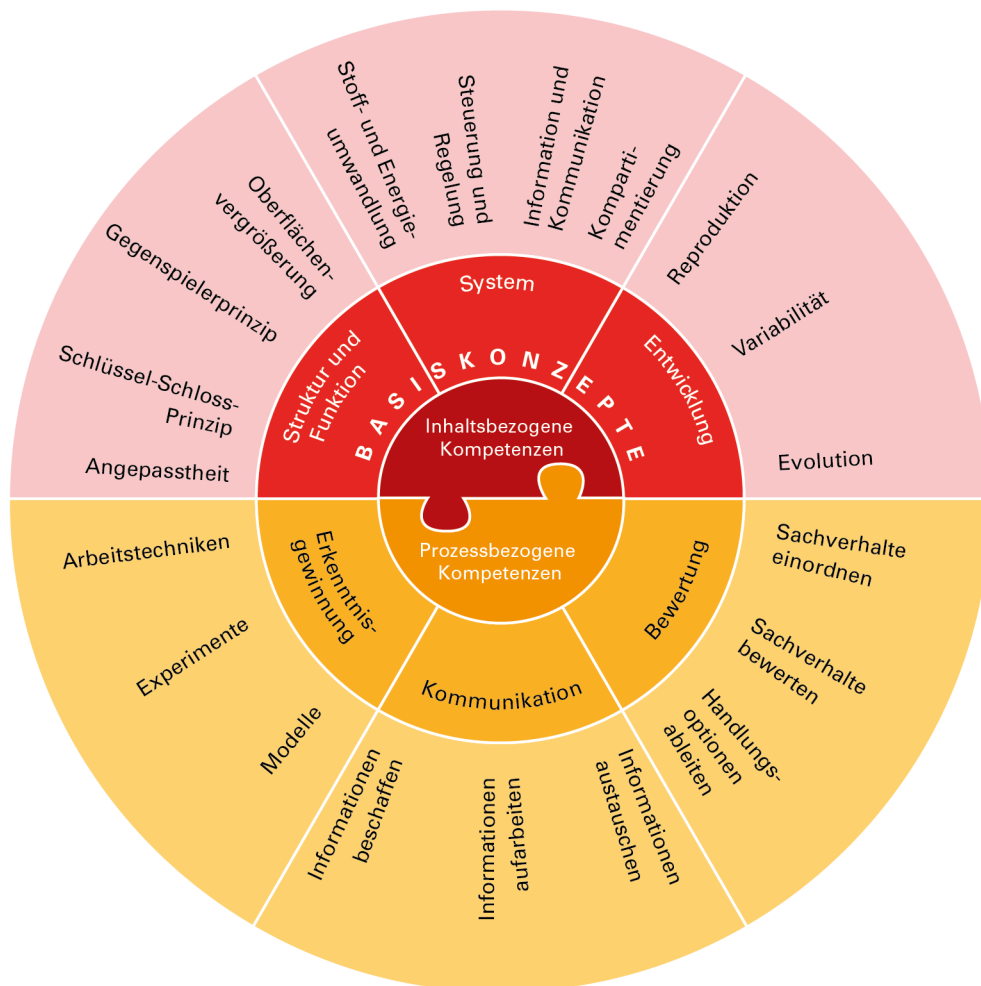 Stoff- und Energie-
umwandlung
Steuerung und
Regelung
Information und
Kommunikation
Komparti-
mentierung
Oberflächen-
vergrößerung
Gegenspielerprinzip
Schlüssel-Schloss-
Prinzip
Angepasstheit
Reproduktion
Variabilität
Evolution
Struktur und
Funktion
System
Entwicklung
BASISKONZEPTE
Inhaltsbezogene
Kompetenzen
Prozessbezogene
Kompetenzen
Erkenntnis-
gewinnung
Kommunikation
Bewertung
Arbeitstechniken
Experimente
Modelle
Informationen
beschaffen
Informationen
aufarbeiten
Informationen
austauschen
Sachverhalte
einordnen
Sachverhalte
bewerten
Handlungs-
optionen
ableiten